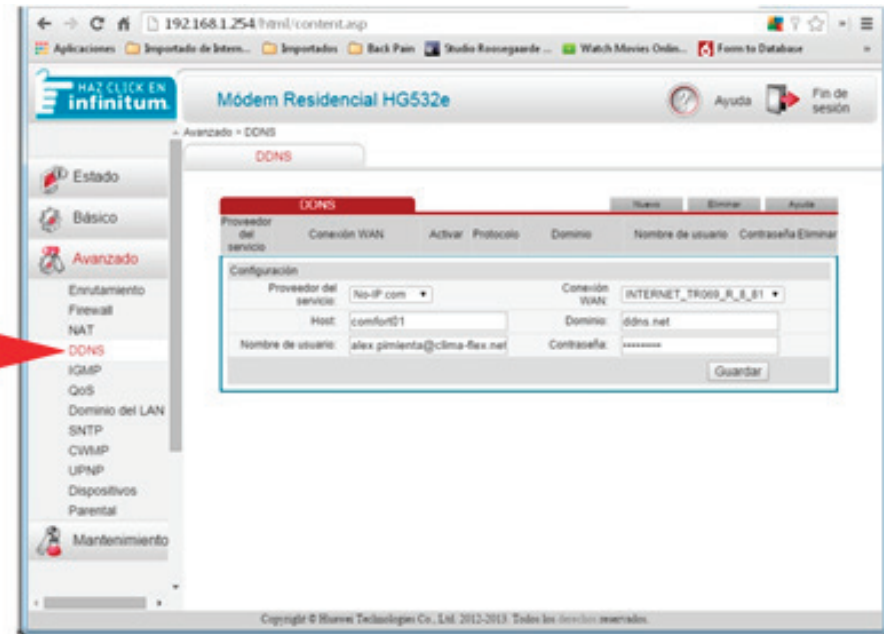 192.168.1.254/html/content.asp
Aplicaciones Importado de Intern... Importados Back Pain Studio Roosegaarde ... Watch Movies Onlin... Form to Database »
HAZ CLICK EN
infinitum.
Módem Residencial HG532e
Ayuda
Fin de sesión
Avanzado > DDNS
DDNS
Estado
Básico
Avanzado
Enrutamiento
Firewall
NAT
DDNS
IGMP
QoS
Dominio del LAN
SNTP
CWMP
UPNP
Dispositivos
Parental
Mantenimiento
DDNS
Nuevo Eliminar Ayuda
Proveedor del servicio Conexión WAN Activar Protocolo Dominio Nombre de usuario Contraseña Eliminar
Configuración
Proveedor del servicio: No-IP.com Conexión WAN: INTERNET_TR069_R_8_81
Host: comfort01 Dominio: ddns.net
Nombre de usuario: alex.pimienta@clima-flex.net Contraseña: •••••••••
Guardar
Copyright © Huawei Technologies Co., Ltd. 2012-2013. Todos los derechos reservados.